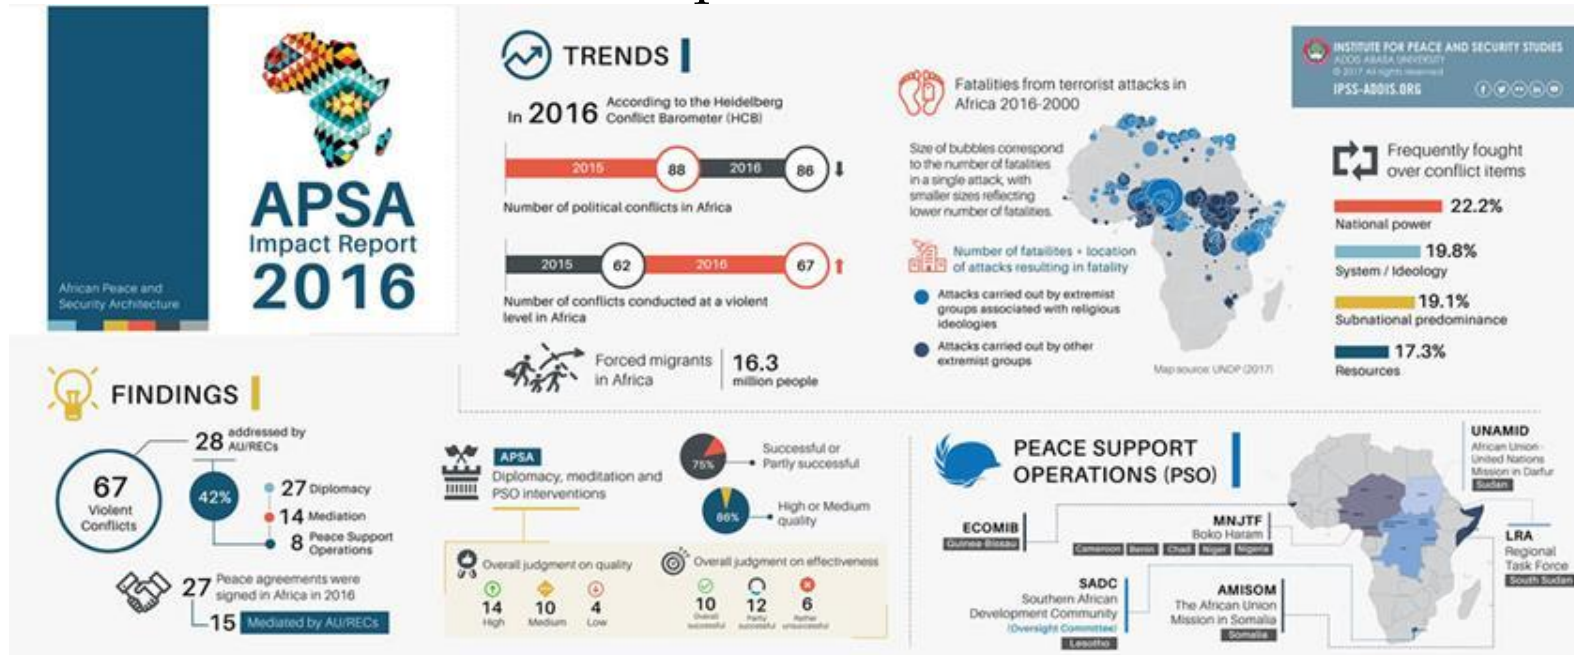 APSA
Impact Report
2016
African Peace and
Security Architecture
TRENDS
In 2016 According to the Heidelberg
Conflict Barometer (HCB)
2015 88 2016 86
Number of political conflicts in Africa
2015 62 2016 67
Number of conflicts conducted at a violent
level in Africa
Forced migrants
in Africa
16.3
million people
Fatalities from terrorist attacks in
Africa 2016-2000
Size of bubbles correspond
to the number of fatalities
in a single attack, with
smaller sizes reflecting
lower number of fatalities.
Number of fatailites + location
of attacks resulting in fatality
Attacks carried out by extremist
groups associated with religious
ideologies
Attacks carried out by other
extremist groups
Map source: UNDP (2017)
INSTITUTE FOR PEACE AND SECURITY STUDIES
ADDIS ABABA UNIVERSITY
© 2017 All rights reserved
IPSS-ADDIS.ORG
Frequently fought
over conflict items
22.2%
National power
19.8%
System / Ideology
19.1%
Subnational predominance
17.3%
Resources
FINDINGS
67
Violent
Conflicts
28 addressed by
AU/RECs
42%
27 Diplomacy
14 Mediation
8 Peace Support
Operations
27 Peace agreements were
signed in Africa in 2016
15 Mediated by AU/RECs
APSA
Diplomacy, meditation and
PSO interventions
75%
Successful or
Partly successful
86%
High or Medium
quality
Overall judgment on quality
14 10 4
High Medium Low
Overall judgment on effectiveness
10 12 6
Overall successful
Partly successful
Rather unsuccessful
PEACE SUPPORT
OPERATIONS (PSO)
ECOMIB
Guinea-Bissau
MNJTF
Boko Haram
Cameroon Benin Chad Niger Nigeria
SADC
Southern African
Development Community
(Oversight Committee)
Lesotho
AMISOM
The African Union
Mission in Somalia
Somalia
UNAMID
African Union -
United Nations
Mission in Darfur
Sudan
LRA
Regional
Task Force
South Sudan